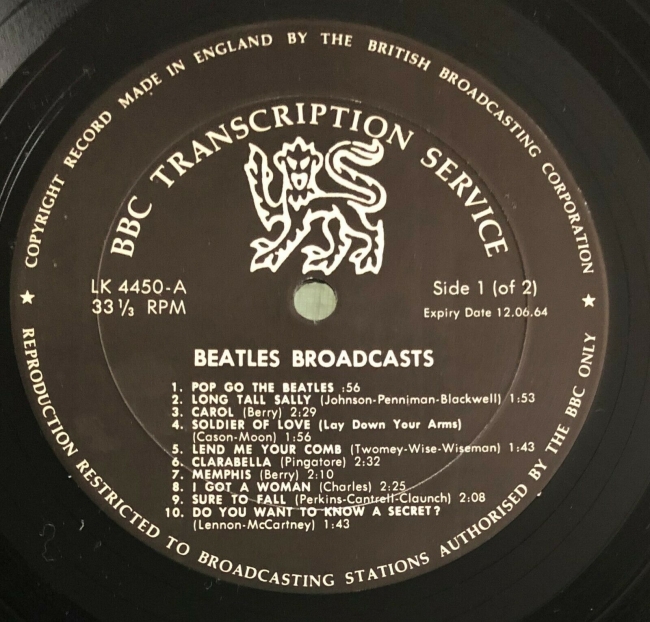 COPYRIGHT RECORD MADE IN ENGLAND BY THE BRITISH BROADCASTING CORPORATION
BBC TRANSCRIPTION SERVICE
LK 4450-A
33 1/3 RPM
Side 1 (of 2)
Expiry Date 12.06.64
BEATLES BROADCASTS
1. POP GO THE BEATLES :56
2. LONG TALL SALLY (Johnson-Penniman-Blackwell) 1:53
3. CAROL (Berry) 2:29
4. SOLDIER OF LOVE (Lay Down Your Arms)
(Cason-Moon) 1:56
5. LEND ME YOUR COMB (Twomey-Wise-Wiseman) 1:43
6. CLARABELLA (Pingatore) 2:32
7. MEMPHIS (Berry) 2:10
8. I GOT A WOMAN (Charles) 2:25
9. SURE TO FALL (Perkins-Cantrell-Claunch) 2:08
10. DO YOU WANT TO KNOW A SECRET?
(Lennon-McCartney) 1:43
REPRODUCTION RESTRICTED TO BROADCASTING STATIONS AUTHORISED BY THE BBC ONLY